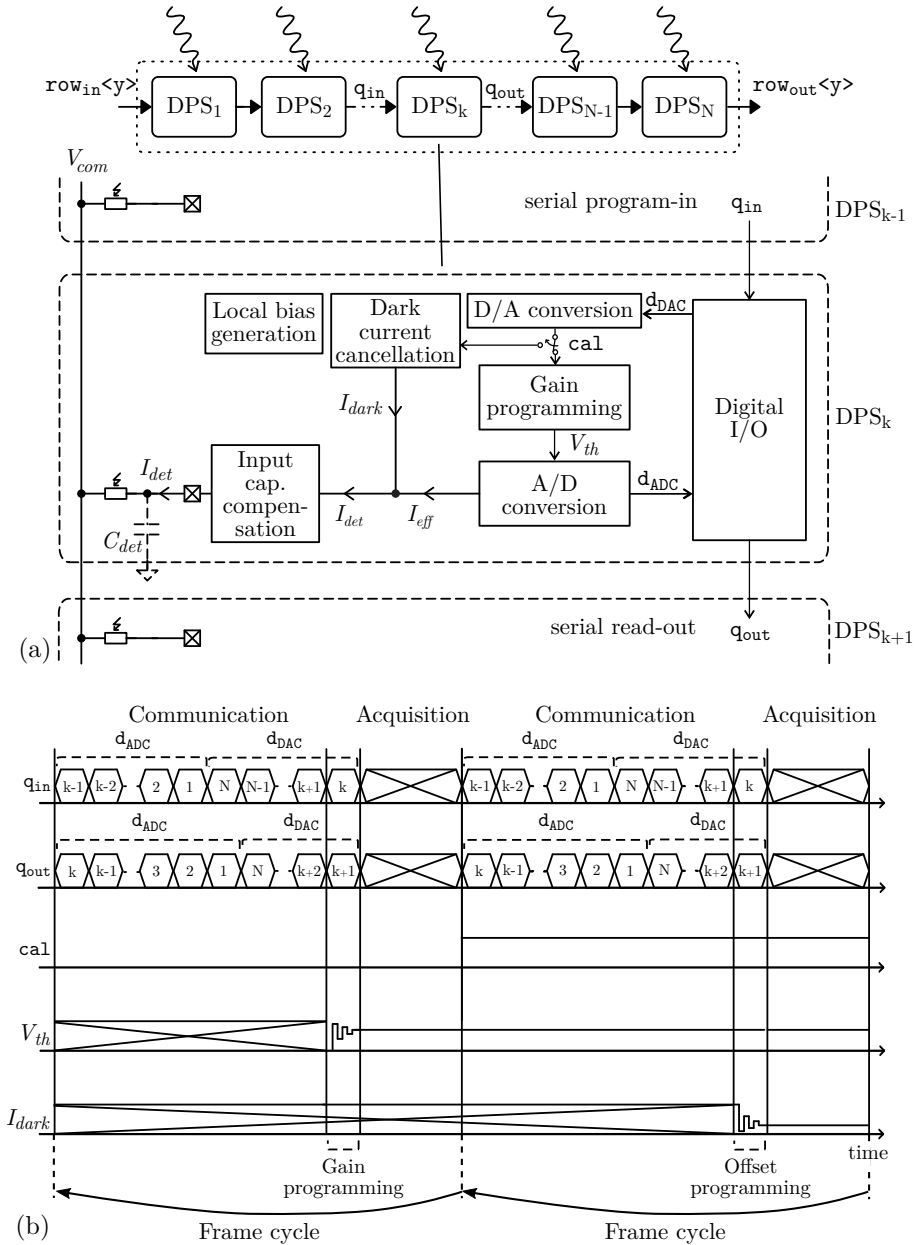 row_in<y>
DPS_1
DPS_2
q_in
DPS_k
q_out
DPS_N-1
DPS_N
row_out<y>
V_com
serial program-in
q_in
DPS_k-1
Local bias
generation
Dark
current
cancellation
D/A conversion
d_DAC
cal
Gain
programming
Digital
I/O
DPS_k
I_dark
V_th
I_det
Input
cap.
compen-
sation
I_det
I_eff
A/D
conversion
d_ADC
C_det
serial read-out
q_out
DPS_k+1
(a)
Communication Acquisition Communication Acquisition
d_ADC d_DAC d_ADC d_DAC
q_in k-1 k-2 2 1 N N-1 k+1 k k-1 k-2 2 1 N N-1 k+1 k
d_ADC d_DAC d_ADC d_DAC
q_out k k-1 3 2 1 N k+2 k+1 k k-1 3 2 1 N k+2 k+1
cal
V_th
I_dark
time
Gain
programming
Offset
programming
Frame cycle Frame cycle
(b)